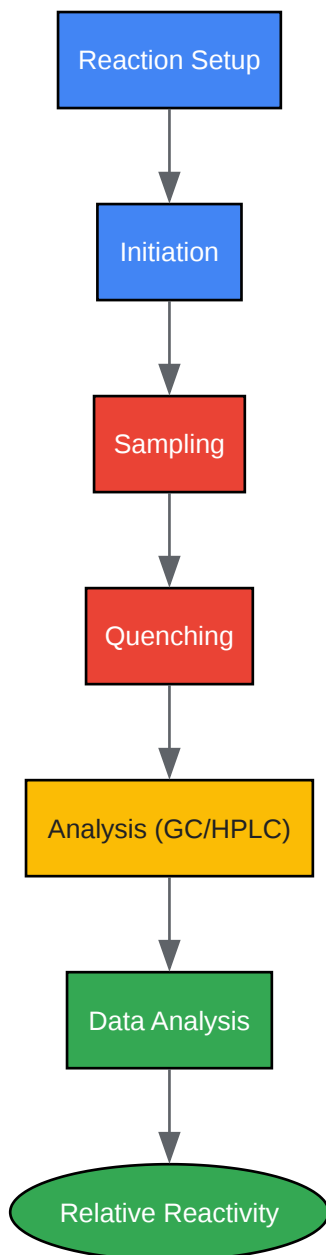 Reaction Setup
Initiation
Sampling
Quenching
Analysis (GC/HPLC)
Data Analysis
Relative Reactivity